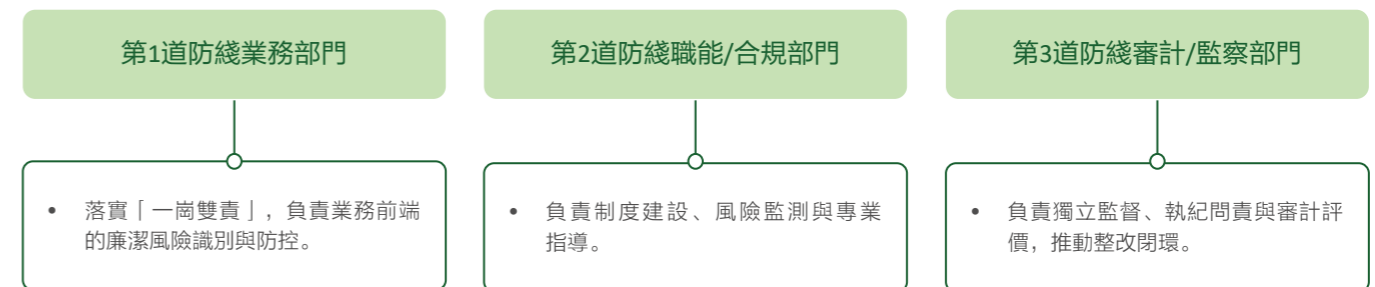 第1道防綫業務部門
• 落實「一崗雙責」，負責業務前端
的廉潔風險識別與防控。
第2道防綫職能/合規部門
• 負責制度建設、風險監測與專業
指導。
第3道防綫審計/監察部門
• 負責獨立監督、執紀問責與審計評
價，推動整改閉環。